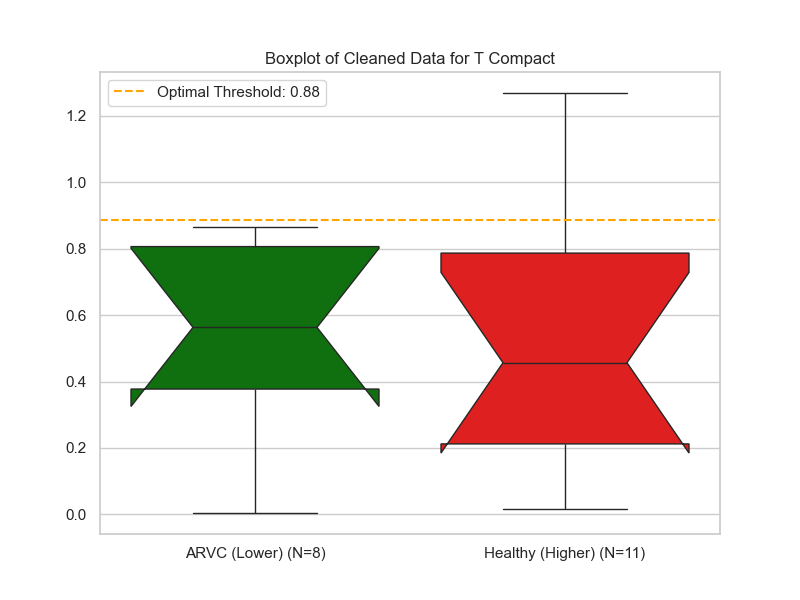 Boxplot of Cleaned Data for T Compact
Optimal Threshold: 0.88
1.2
1.0
0.8
0.6
0.4
0.2
0.0
ARVC (Lower) (N=8)
Healthy (Higher) (N=11)